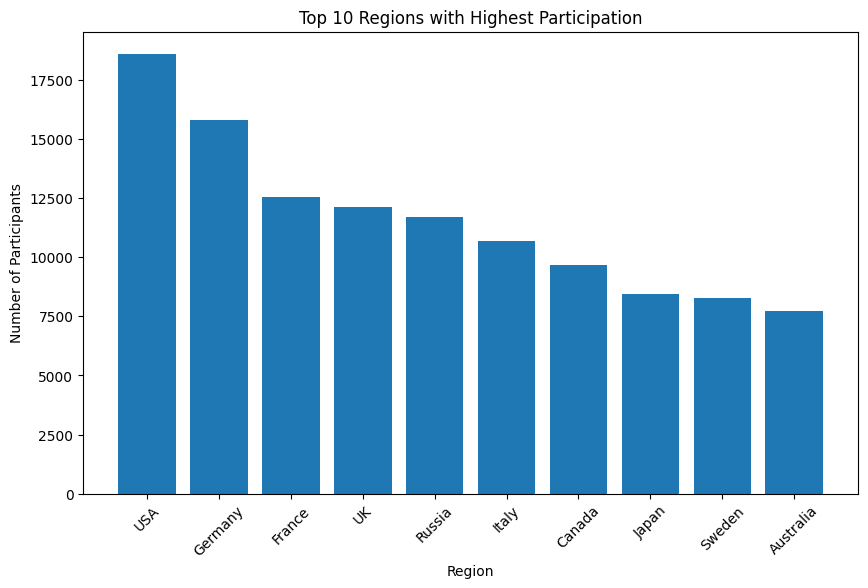 Top 10 Regions with Highest Participation
Number of Participants
17500
15000
12500
10000
7500
5000
2500
0
USA
Germany
France
UK
Russia
Italy
Canada
Japan
Sweden
Australia
Region